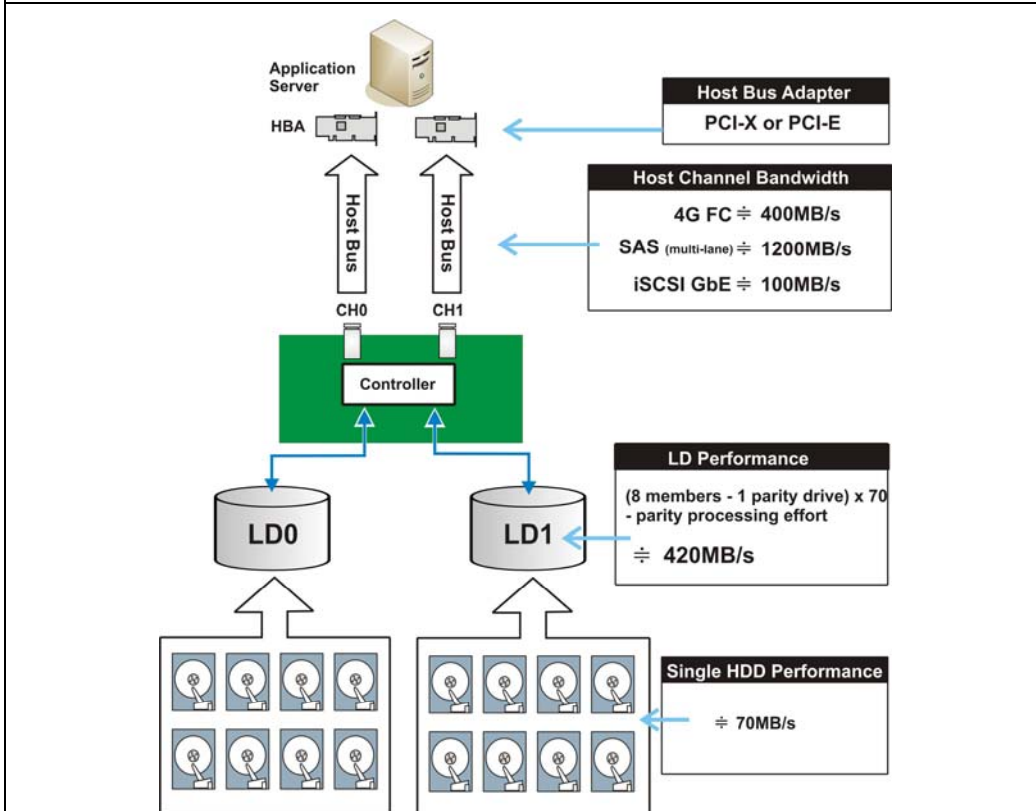 Application
Server
HBA
Host Bus Adapter
PCI-X or PCI-E
Host Bus
Host Bus
Host Channel Bandwidth
4G FC ≑ 400MB/s
SAS (multi-lane) ≑ 1200MB/s
iSCSI GbE ≑ 100MB/s
CH0
CH1
Controller
LD0
LD1
LD Performance
(8 members - 1 parity drive) x 70
- parity processing effort
≑ 420MB/s
Single HDD Performance
≑ 70MB/s